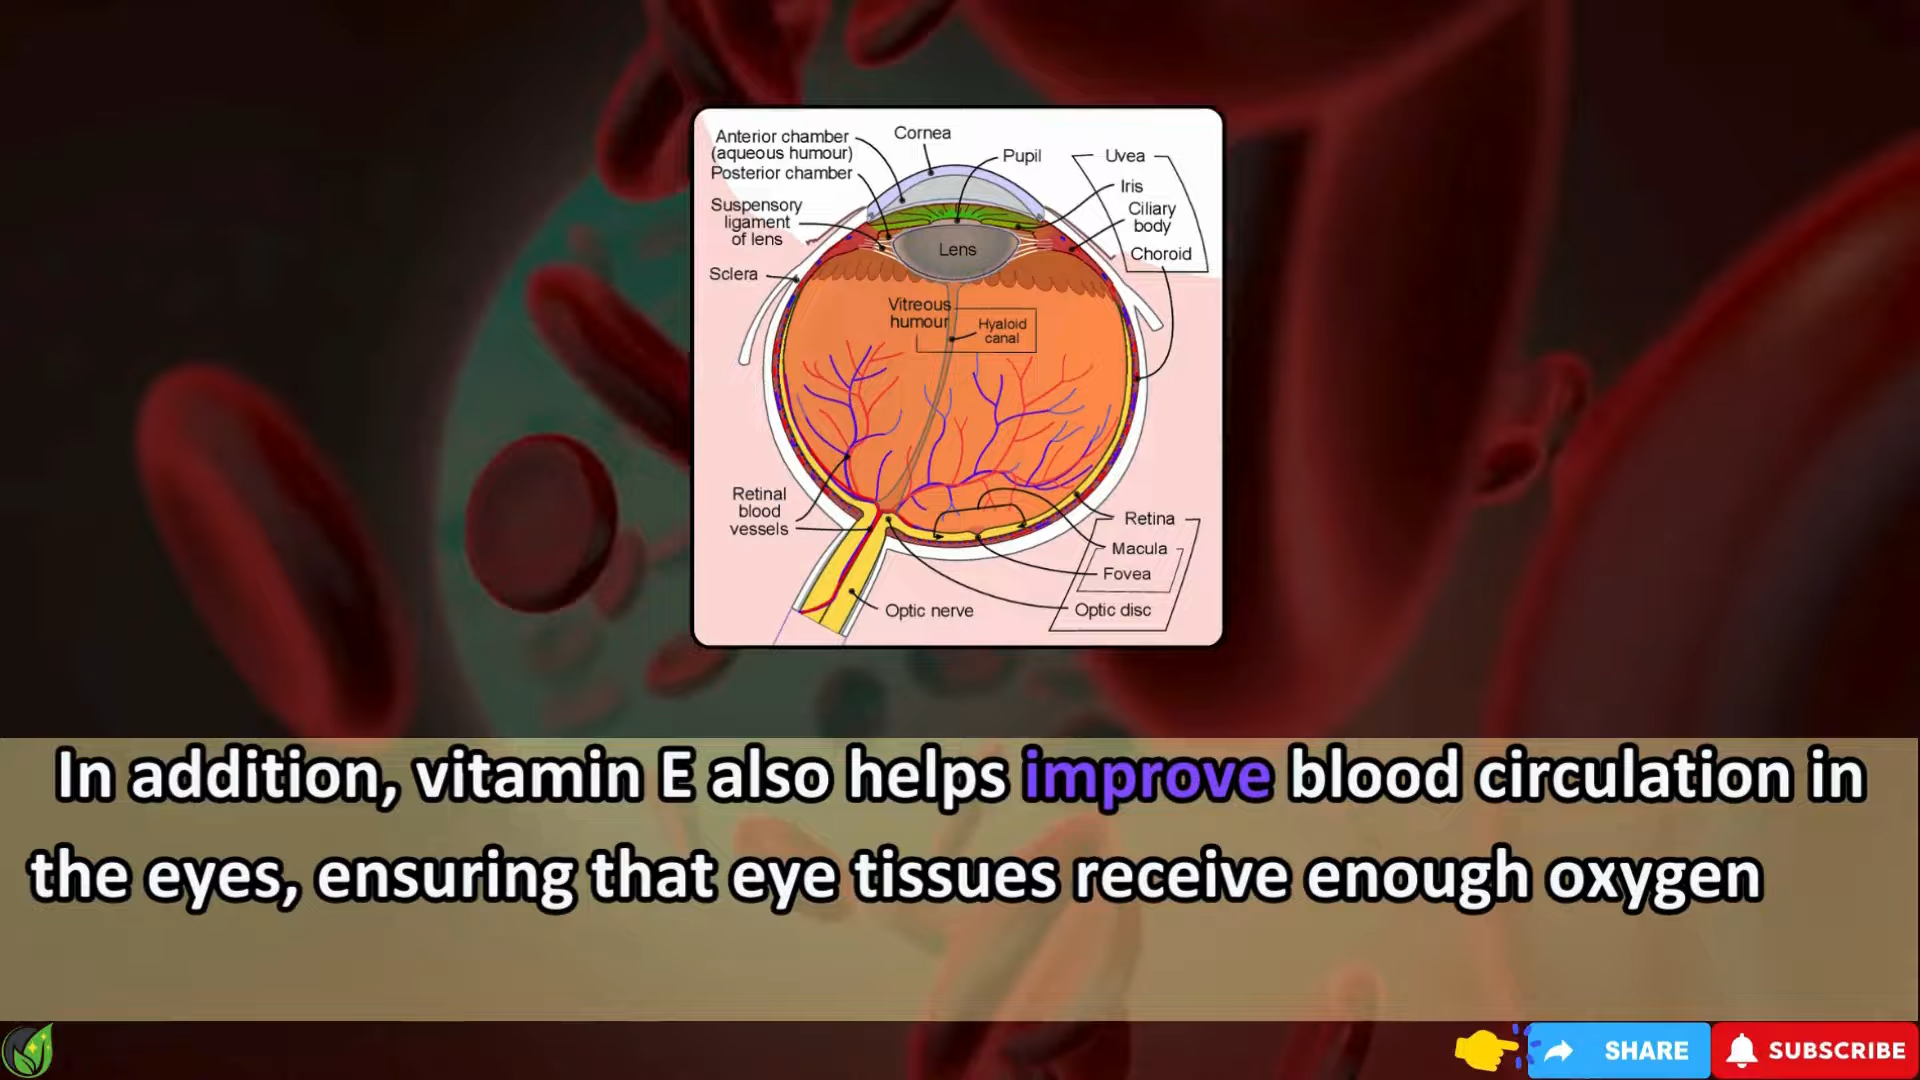 Anterior chamber
(aqueous humour)
Posterior chamber
Suspensory
ligament
of lens
Sclera
Cornea
Pupil
Uvea
Iris
Ciliary
body
Choroid
Lens
Vitreous
humour
Hyaloid
canal
Retinal
blood
vessels
Optic nerve
Retina
Macula
Fovea
Optic disc
In addition, vitamin E also helps improve blood circulation in
the eyes, ensuring that eye tissues receive enough oxygen
SHARE
SUBSCRIBE